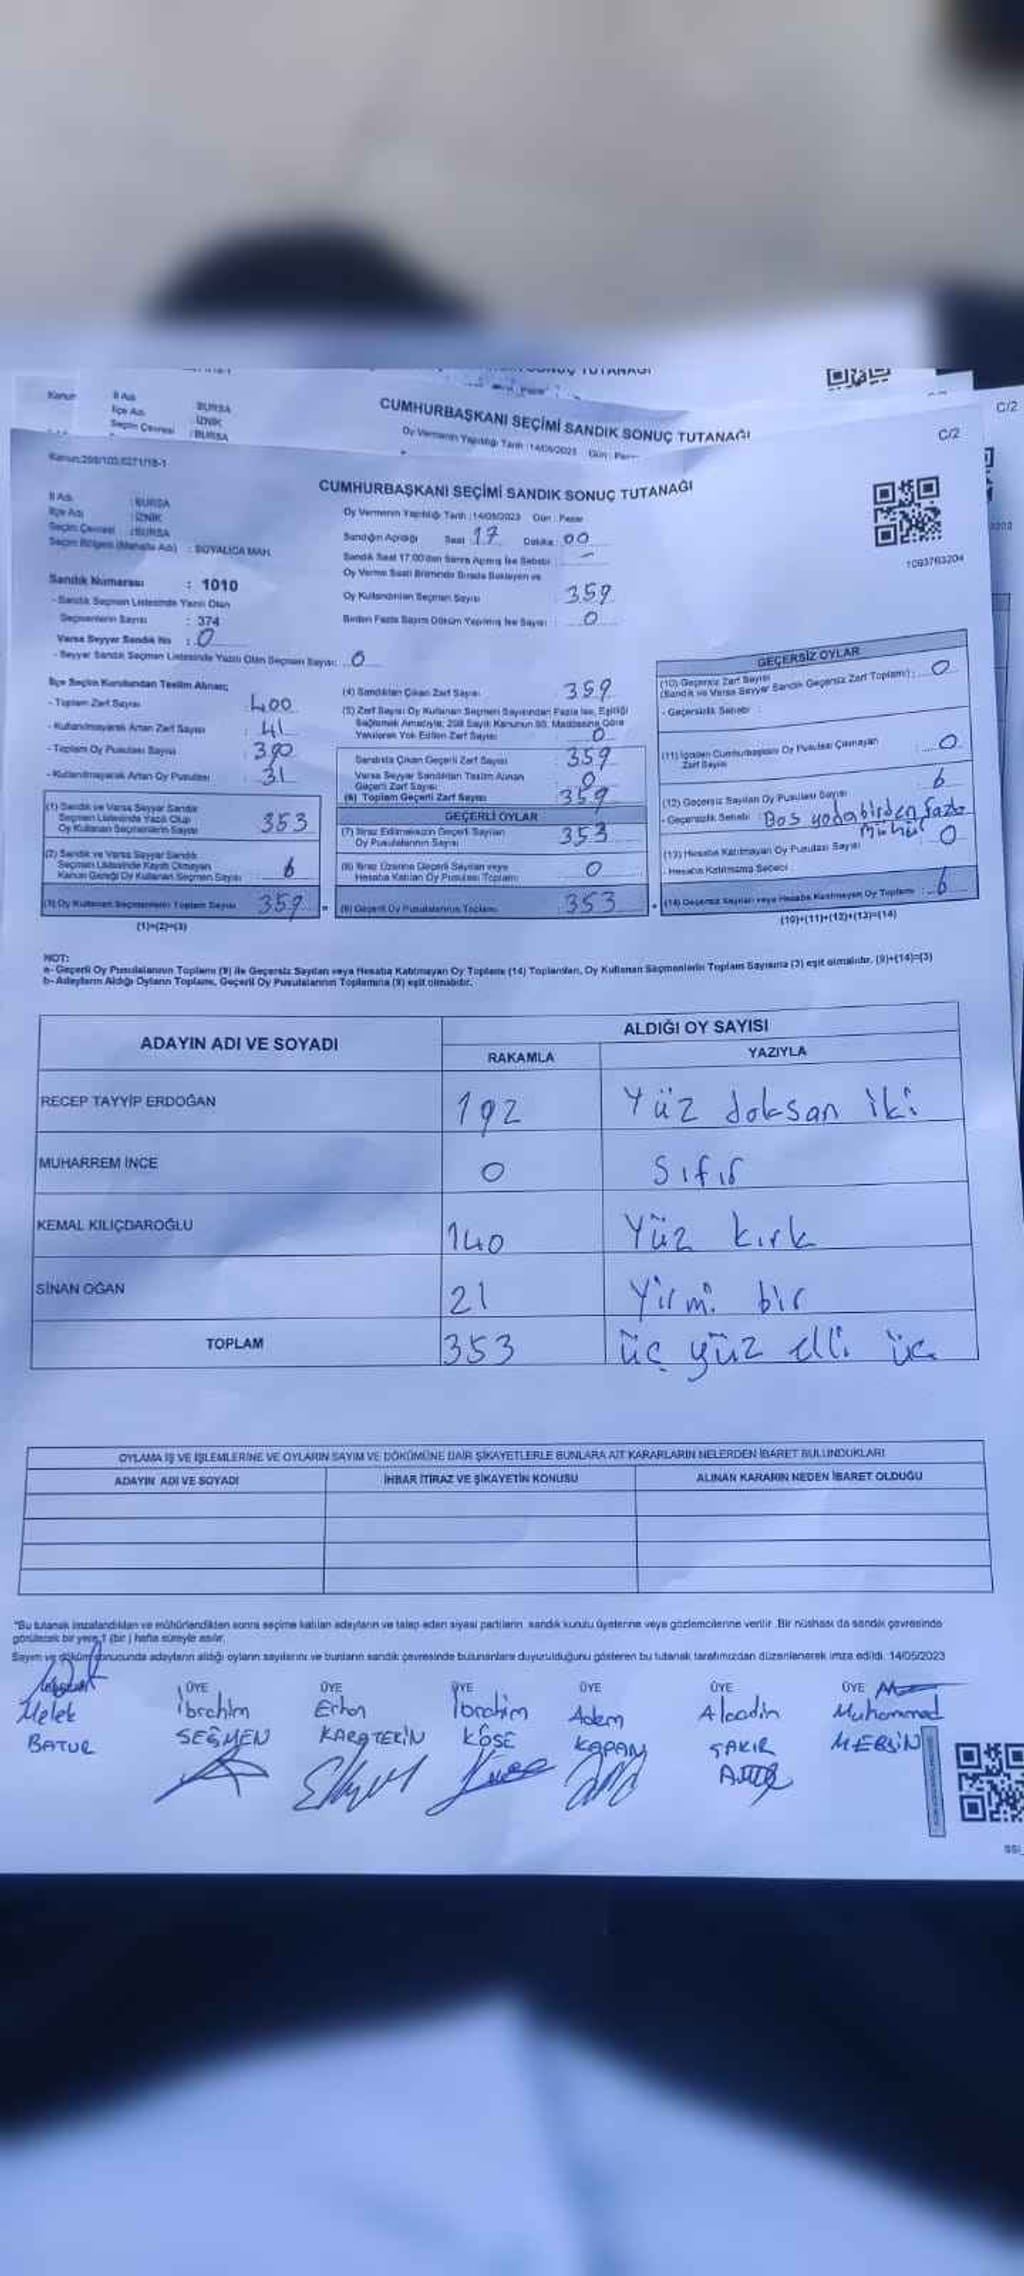 SONUÇ TUTANAĞI
Kanun
İl Adı
BURSA
İlçe Adı
İZNİK
Seçim Çevresi : BURSA
CUMHURBAŞKANI SEÇİMİ SANDIK SONUÇ TUTANAĞI
Oy Vermenin Yapıldığı Tarih : 14/05/2023 Gün :
C/2
C/2
Kanun:298/103/6271/18-1
CUMHURBAŞKANI SEÇİMİ SANDIK SONUÇ TUTANAĞI
1093763204
İl Adı : BURSA
İlçe Adı : İZNİK
Seçim Çevresi : BURSA
Seçim Bölgesi (Mahalle Adı) : BOYALICA MAH.
Oy Vermenin Yapıldığı Tarih : 14/05/2023 Gün : Pazar
Sandığın Açıldığı Saat : 17 Dakika : 00
Sandık Saat 17:00'den Sonra Açılmış İse Sebebi : -
Oy Verme Saati Bitiminde Sırada Bekleyen ve
Oy Kullandırılan Seçmen Sayısı : 359
Birden Fazla Sayım Döküm Yapılmış İse Sayısı : 0
Sandık Numarası : 1010
- Sandık Seçmen Listesinde Yazılı Olan
Seçmenlerin Sayısı : 374
Varsa Seyyar Sandık No : 0
- Seyyar Sandık Seçmen Listesinde Yazılı Olan Seçmen Sayısı: 0
İlçe Seçim Kurulundan Teslim Alınan;
- Toplam Zarf Sayısı : 400
- Kullanılmayarak Artan Zarf Sayısı : 41
- Toplam Oy Pusulası Sayısı : 390
- Kullanılmayarak Artan Oy Pusulası : 31
(1) Sandık ve Varsa Seyyar Sandık
Seçmen Listesinde Yazılı Olup
Oy Kullanan Seçmenlerin Sayısı 353
(2) Sandık ve Varsa Seyyar Sandık
Seçmen Listesinde Kayıtlı Olmayan
Kanun Gereği Oy Kullanan Seçmen Sayısı 6
(3) Oy Kullanan Seçmenlerin Toplam Sayısı 359
(1)+(2)=(3)
(4) Sandıktan Çıkan Zarf Sayısı : 359
(5) Zarf Sayısı Oy Kullanan Seçmen Sayısından Fazla İse, Eşitliği
Sağlamak Amacıyla; 298 Sayılı Kanunun 98. Maddesine Göre
Yakılarak Yok Edilen Zarf Sayısı : 0
Sandıkta Çıkan Geçerli Zarf Sayısı : 359
Varsa Seyyar Sandıktan Teslim Alınan
Geçerli Zarf Sayısı : 0
(6) Toplam Geçerli Zarf Sayısı : 359
GEÇERLİ OYLAR
(7) İtiraz Edilmeksizin Geçerli Sayılan
Oy Pusulalarının Sayısı : 353
(8) İtiraz Üzerine Geçerli Sayılan veya
Hesaba Katılan Oy Pusulası Toplamı : 0
(9) Geçerli Oy Pusulalarının Toplamı : 353
GEÇERSİZ OYLAR
(10) Geçersiz Zarf Sayısı
(Sandık ve Varsa Seyyar Sandık Geçersiz Zarf Toplamı) : 0
- Geçersizlik Sebebi :
(11) İçinden Cumhurbaşkanı Oy Pusulası Çıkmayan
Zarf Sayısı : 0
(12) Geçersiz Sayılan Oy Pusulası Sayısı : 6
- Geçersizlik Sebebi : Boş yada birden fazla
Mühür
(13) Hesaba Katılmayan Oy Pusulası Sayısı : 0
- Hesaba Katılmama Sebebi :
(14) Geçersiz Sayılan veya Hesaba Katılmayan Oy Toplamı : 6
(10)+(11)+(12)+(13)=(14)
NOT:
a- Geçerli Oy Pusulalarının Toplamı (9) ile Geçersiz Sayılan veya Hesaba Katılmayan Oy Toplamı (14) Toplamları, Oy Kullanan Seçmenlerin Toplam Sayısına (3) eşit olmalıdır. (9)+(14)=(3)
b- Adayların Aldığı Oyların Toplamı, Geçerli Oy Pusulalarının Toplamına (9) eşit olmalıdır.
ADAYIN ADI VE SOYADI
ALDIĞI OY SAYISI
RAKAMLA YAZIYLA
RECEP TAYYİP ERDOĞAN 192 Yüz doksan iki
MUHARREM İNCE 0 Sıfır
KEMAL KILIÇDAROĞLU 140 Yüz kırk
SİNAN OĞAN 21 Yirmi bir
TOPLAM 353 üç yüz elli üç
OYLAMA İŞ VE İŞLEMLERİNE VE OYLARIN SAYIM VE DÖKÜMÜNE DAİR ŞİKAYETLERLE BUNLARA AİT KARARLARIN NELERDEN İBARET BULUNDUKLARI
ADAYIN ADI VE SOYADI İHBAR İTİRAZ VE ŞİKAYETİN KONUSU ALINAN KARARIN NEDEN İBARET OLDUĞU
*Bu tutanak imzalandıktan ve mühürlendikten sonra seçime katılan adayların ve talep eden siyasi partilerin sandık kurulu üyelerine veya gözlemcilerine verilir. Bir nüshası da sandık çevresinde
görülecek bir yere 1 (bir) hafta süreyle asılır.
Sayım ve döküm sonucunda adayların aldığı oyların sayılarını ve bunların sandık çevresinde bulunanlara duyurulduğunu gösteren bu tutanak tarafımızdan düzenlenerek imza edildi. 14/05/2023
ÜYE ÜYE ÜYE ÜYE ÜYE ÜYE
Melek İbrahim Erhan İbrahim Adem Alaadin Muhammed
BATUR SEĞMEN KARATEKİN KÖSE KAPAN ŞAKIR MERSİN